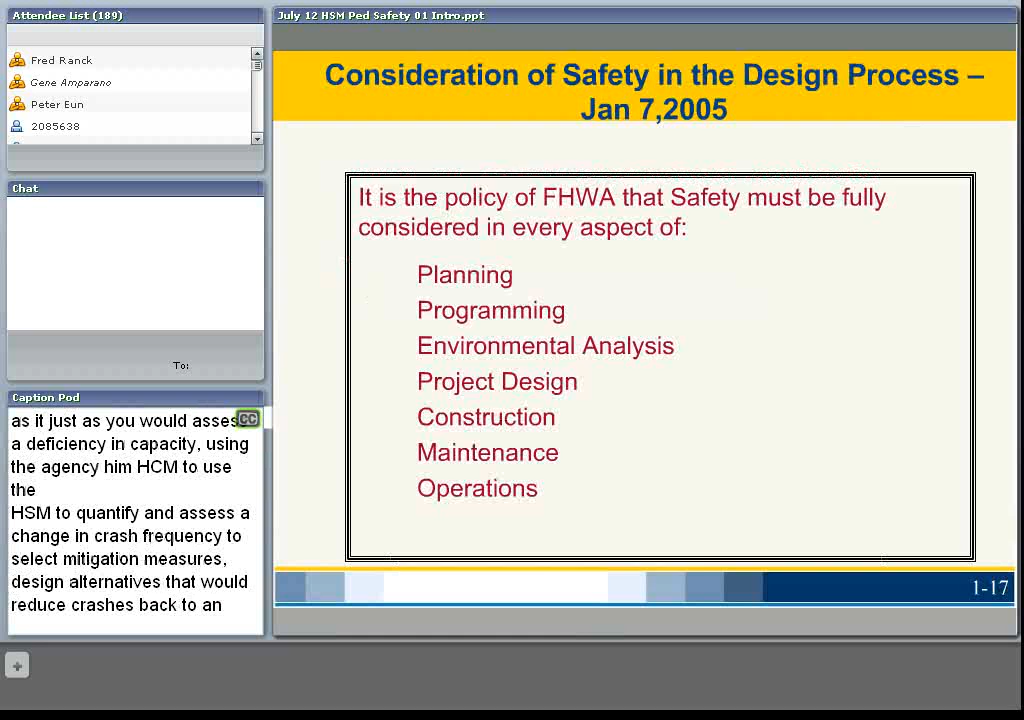 Attendee List (189)
Fred Ranck
Gene Amparano
Peter Eun
2085638
Chat
To:
Caption Pod
as it just as you would asses
CC
a deficiency in capacity, using
the agency him HCM to use
the
HSM to quantify and assess a
change in crash frequency to
select mitigation measures,
design alternatives that would
reduce crashes back to an
July 12 HSM Ped Safety 01 Intro.ppt
Consideration of Safety in the Design Process –
Jan 7,2005
It is the policy of FHWA that Safety must be fully
considered in every aspect of:
Planning
Programming
Environmental Analysis
Project Design
Construction
Maintenance
Operations
1-17